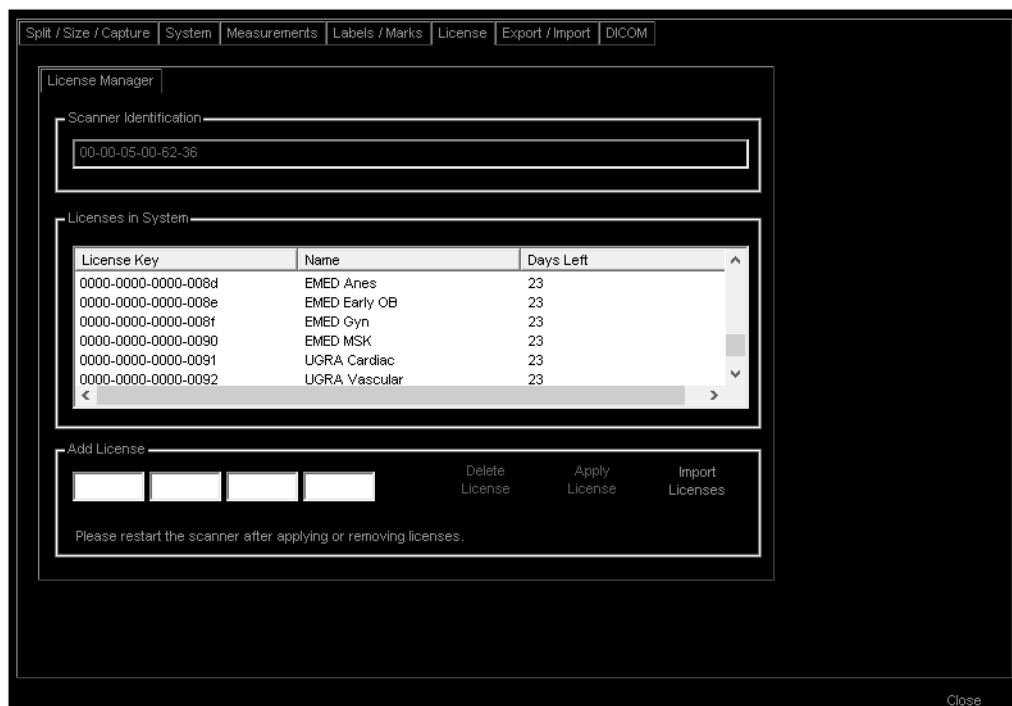 Split / Size / Capture System Measurements Labels / Marks License Export / Import DICOM
License Manager
Scanner Identification
00-00-05-00-62-36
Licenses in System
License Key Name Days Left
0000-0000-0000-008d EMED Anes 23
0000-0000-0000-008e EMED Early OB 23
0000-0000-0000-008f EMED Gyn 23
0000-0000-0000-0090 EMED MSK 23
0000-0000-0000-0091 UGRA Cardiac 23
0000-0000-0000-0092 UGRA Vascular 23
Add License
Delete Apply Import
License License Licenses
Please restart the scanner after applying or removing licenses.
Close